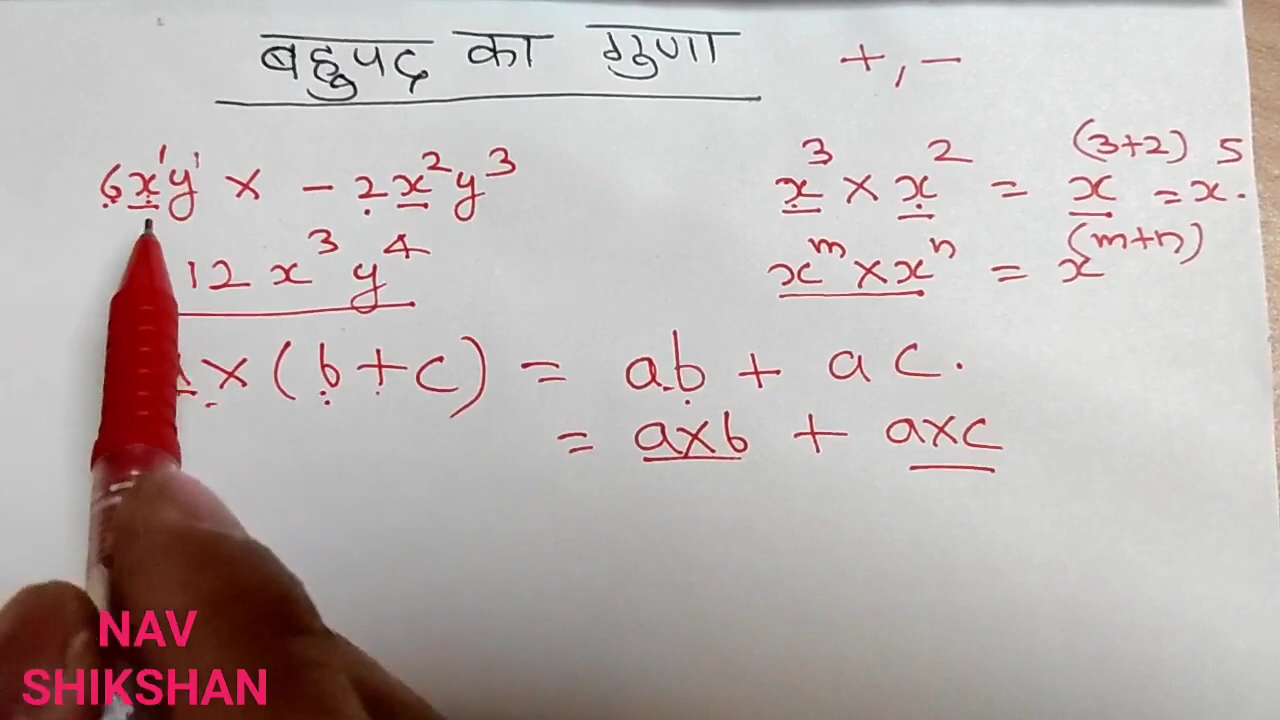 बहुपद का गुणा
+, -
6x¹y¹ × - 2x²y³
12x³y⁴
x³ × x² = x⁽³⁺²⁾ = x⁵.
xᵐ × xⁿ = x⁽ᵐ⁺ⁿ⁾
× (b + c) = ab + ac.
= a×b + a×c
NAV
SHIKSHAN